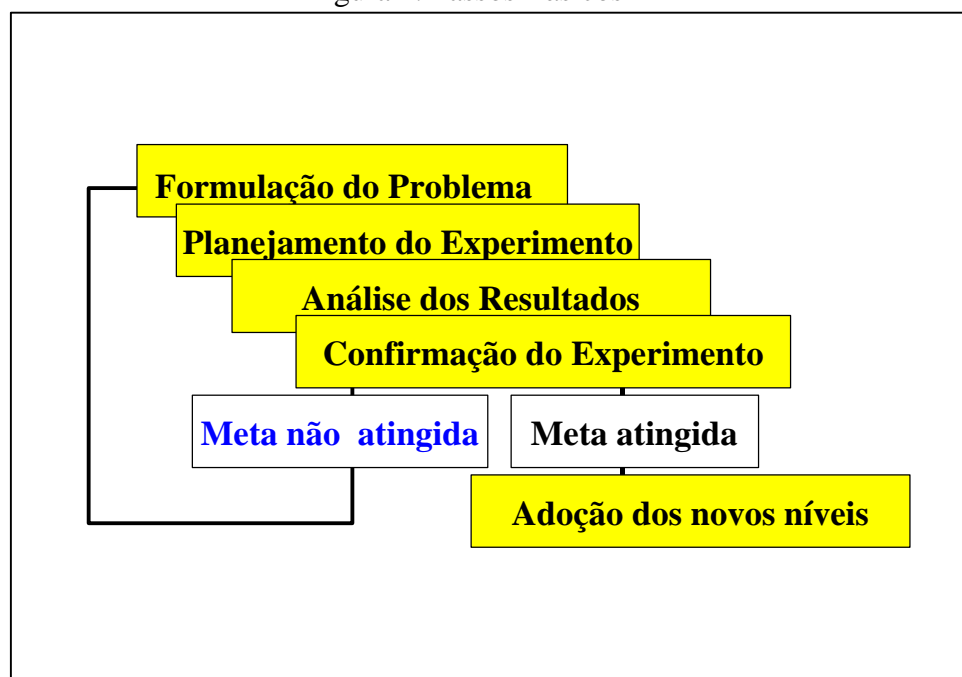 Formulação do Problema
Planejamento do Experimento
Análise dos Resultados
Confirmação do Experimento
Meta não atingida
Meta atingida
Adoção dos novos níveis